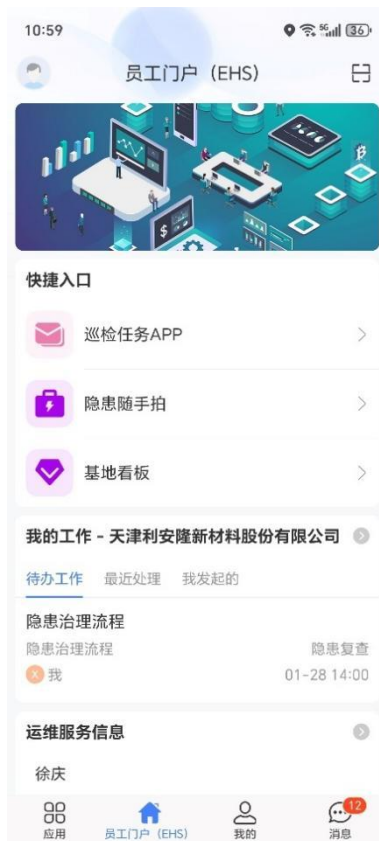 10:59
5G
36
员工门户（EHS)
快捷入口
巡检任务APP
隐患随手拍
基地看板
我的工作 - 天津利安隆新材料股份有限公司
待办工作 最近处理 我发起的
隐患治理流程
隐患治理流程 隐患复查
X 我 01-28 14:00
运维服务信息
徐庆
12
应用 员工门户（EHS) 我的 消息